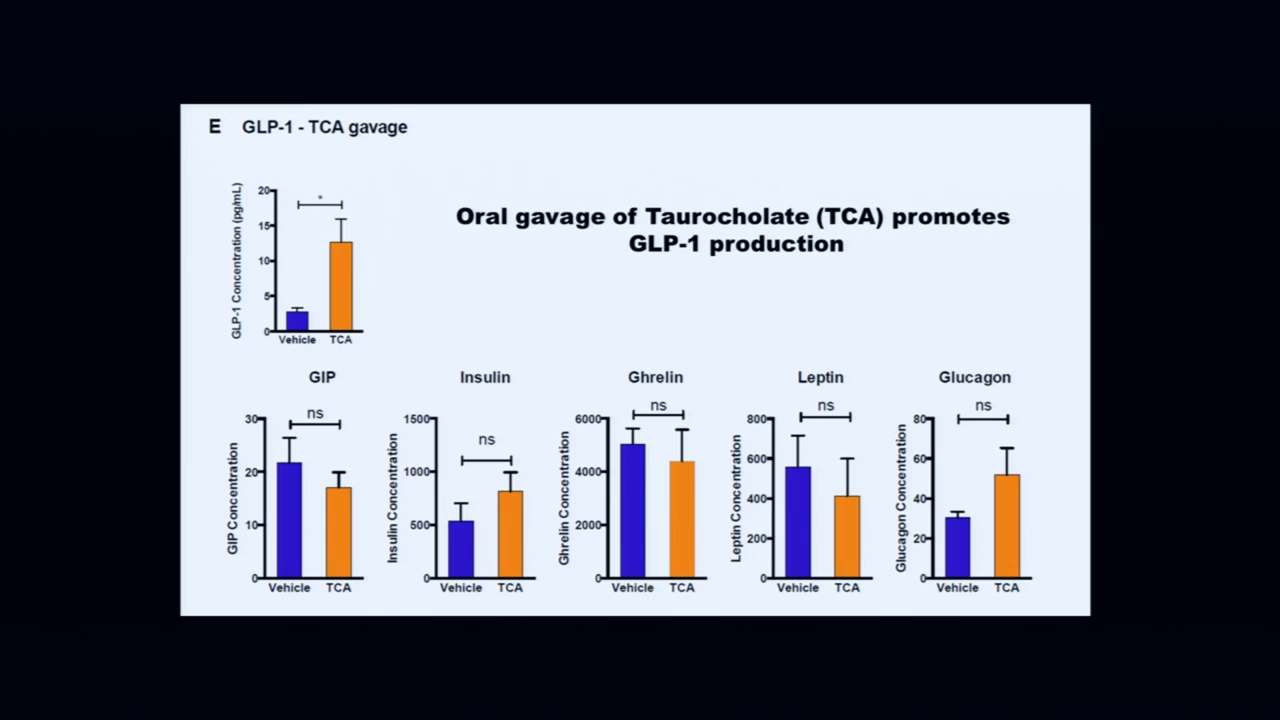 E GLP-1 - TCA gavage
Oral gavage of Taurocholate (TCA) promotes
GLP-1 production
GLP-1 Concentration (pg/mL)
20
15
10
5
0
*
Vehicle TCA
GIP
GIP Concentration
30
20
10
0
ns
Vehicle TCA
Insulin
Insulin Concentration
1500
1000
500
0
ns
Vehicle TCA
Ghrelin
Ghrelin Concentration
6000
4000
2000
0
ns
Vehicle TCA
Leptin
Leptin Concentration
800
600
400
200
0
ns
Vehicle TCA
Glucagon
Glucagon Concentration
80
60
40
20
0
ns
Vehicle TCA